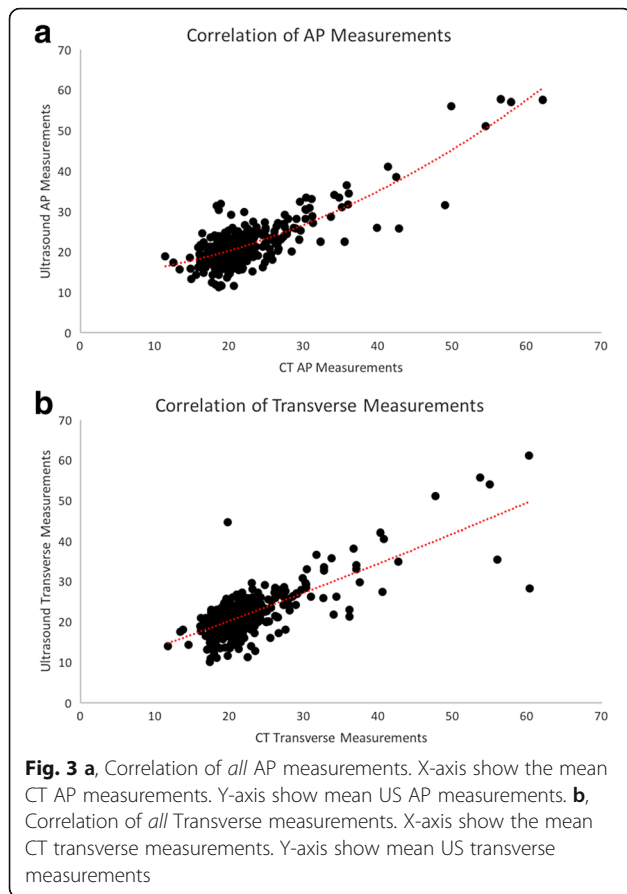 a
Correlation of AP Measurements
Ultrasound AP Measurements
70
60
50
40
30
20
10
0
0 10 20 30 40 50 60 70
CT AP Measurements
b
Correlation of Transverse Measurements
Ultrasound Transverse Measurements
70
60
50
40
30
20
10
0
0 10 20 30 40 50 60 70
CT Transverse Measurements
Fig. 3 a, Correlation of all AP measurements. X-axis show the mean
CT AP measurements. Y-axis show mean US AP measurements. b,
Correlation of all Transverse measurements. X-axis show the mean
CT transverse measurements. Y-axis show mean US transverse
measurements